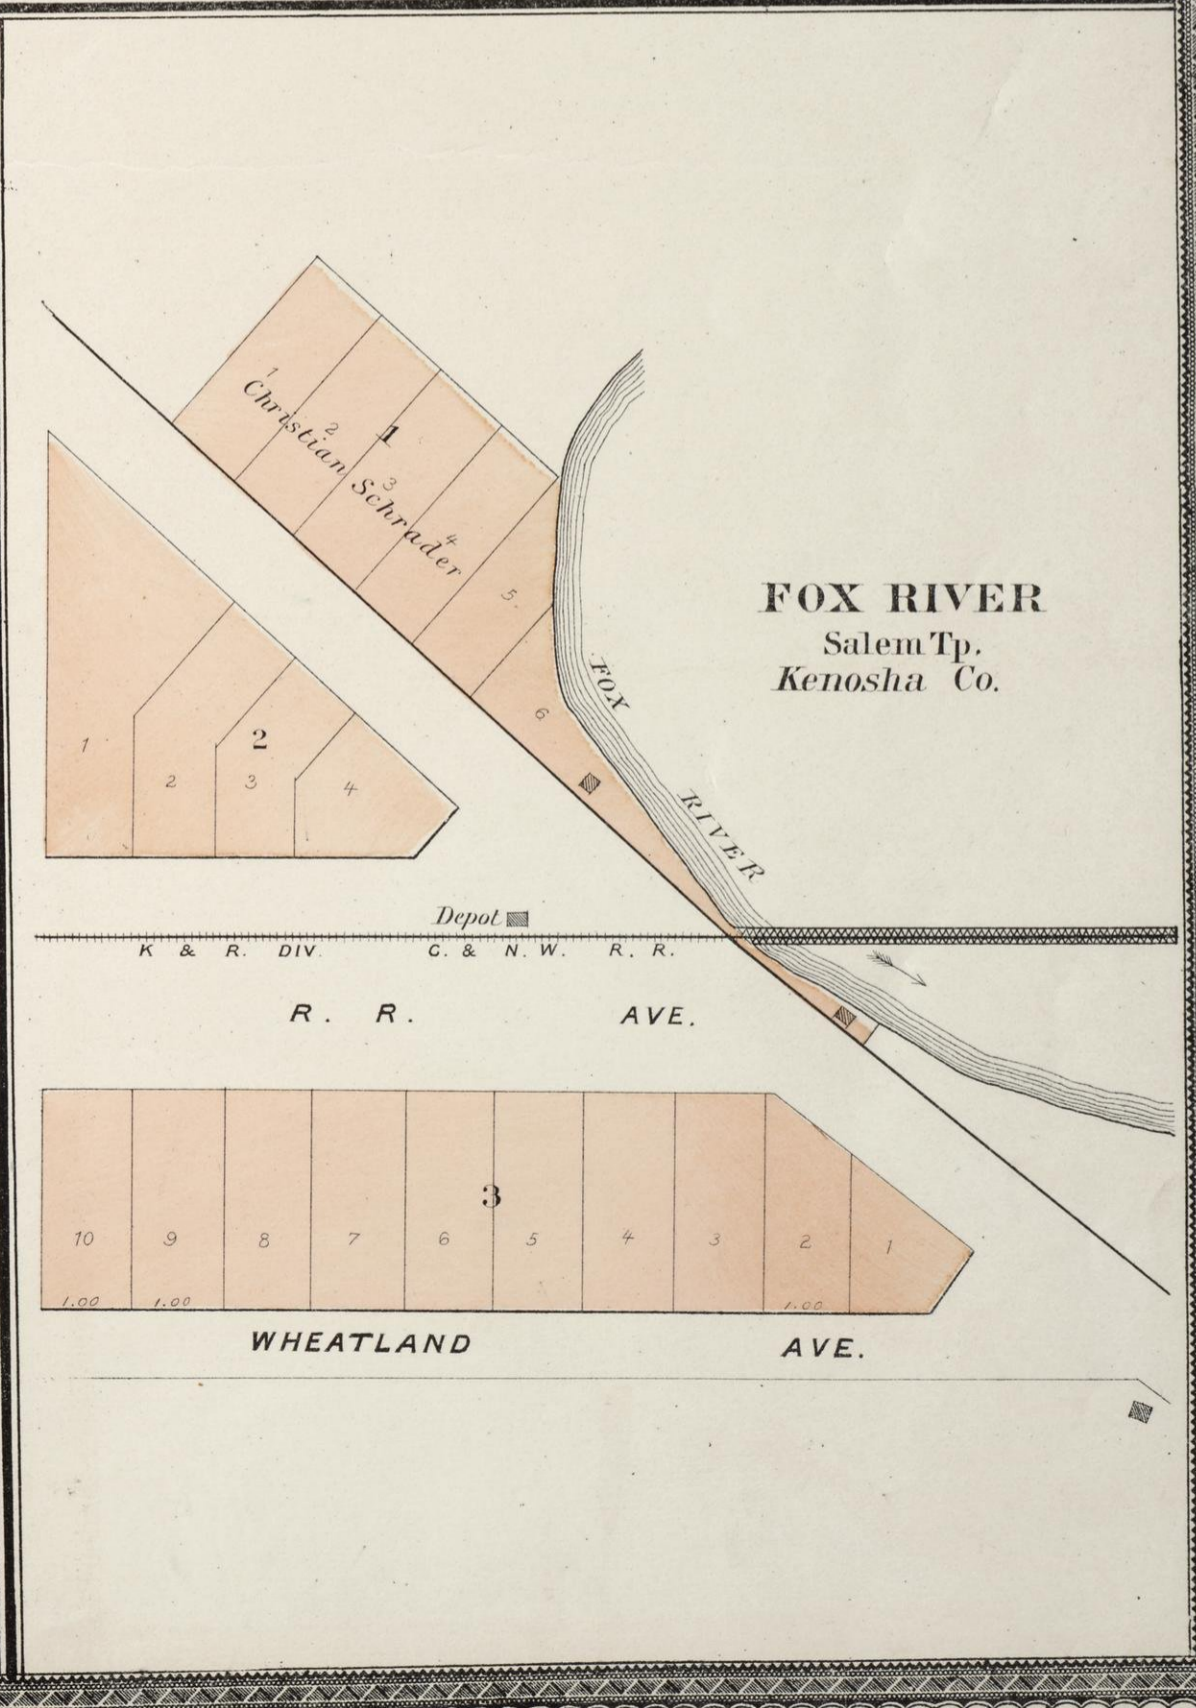 FOX RIVER
Salem Tp.
Kenosha Co.
1
Christian Schrader
1
2
3
4
5.
6
FOX RIVER
2
1
2
3
4
Depot
K & R. DIV. C. & N. W. R. R.
R. R. AVE.
3
10 9 8 7 6 5 4 3 2 1
1.00 1.00 1.00
WHEATLAND AVE.